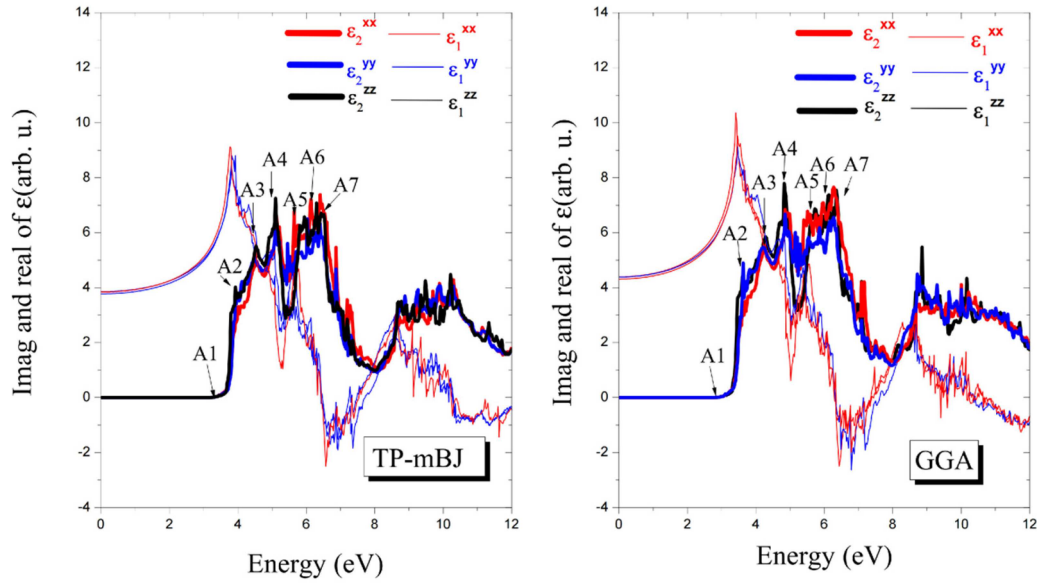 Imag and real of ε(arb. u.)
14
12
10
8
6
4
2
0
-2
-4
ε₂ˣˣ ε₁ˣˣ
ε₂ʸʸ ε₁ʸʸ
ε₂ᶻᶻ ε₁ᶻᶻ
A1
A2
A3
A4
A5
A6
A7
TP-mBJ
0 2 4 6 8 10 12
Energy (eV)
Imag and real of ε(arb. u.)
14
12
10
8
6
4
2
0
-2
-4
ε₂ˣˣ ε₁ˣˣ
ε₂ʸʸ ε₁ʸʸ
ε₂ᶻᶻ ε₁ᶻᶻ
A1
A2
A3
A4
A5
A6
A7
GGA
0 2 4 6 8 10 12
Energy (eV)